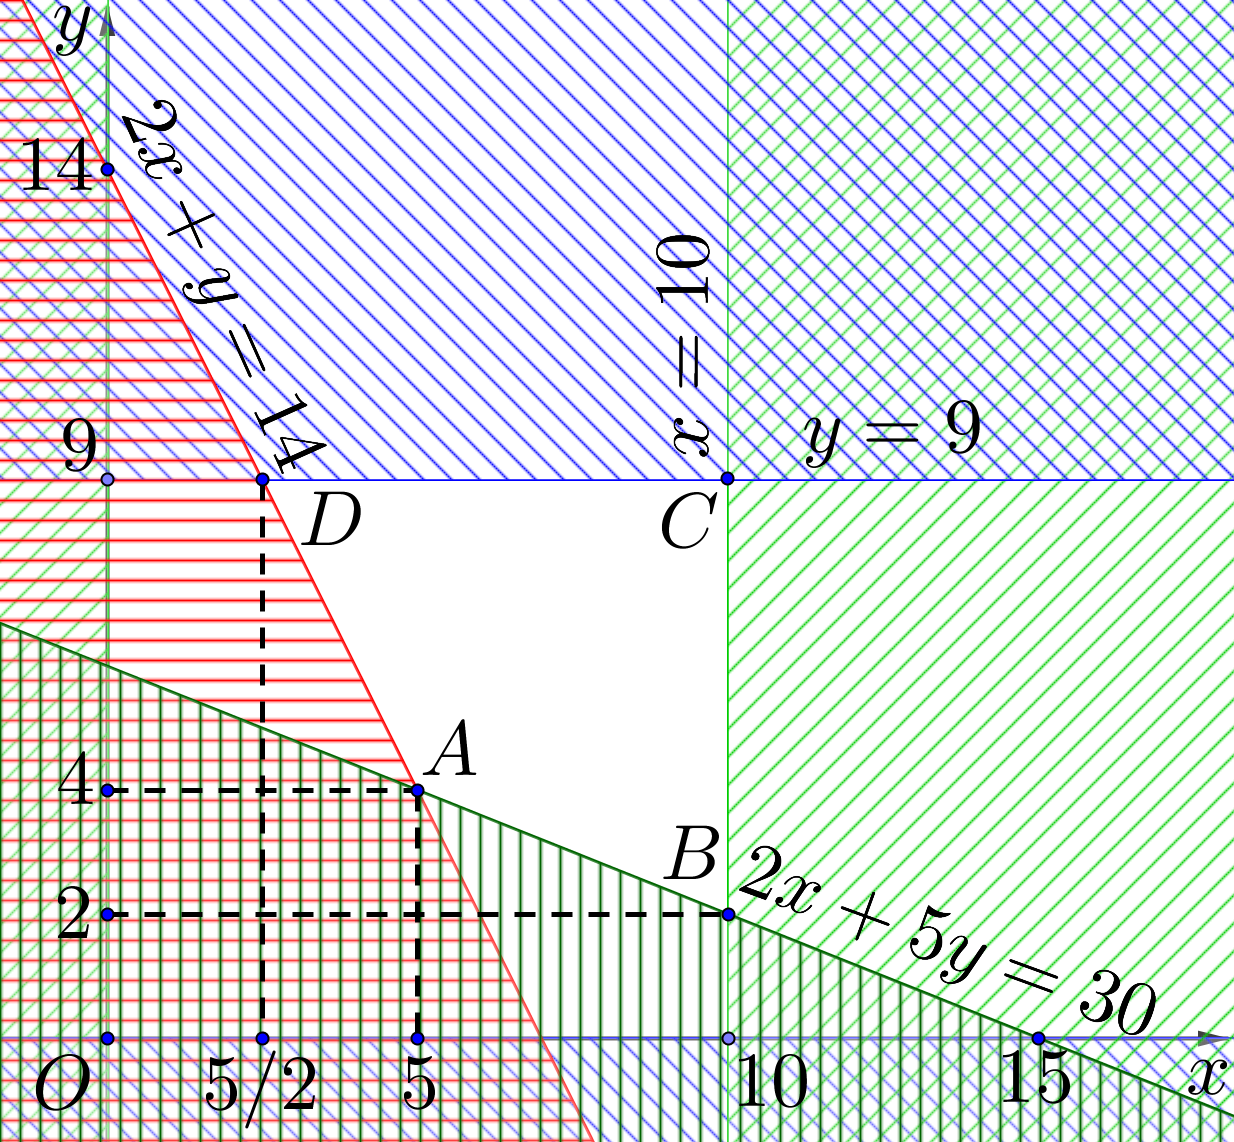 y
14
2x + y = 14
x = 10
9
y = 9
D
C
4
A
B
2
2x + 5y = 30
O
5/2
5
10
15
x